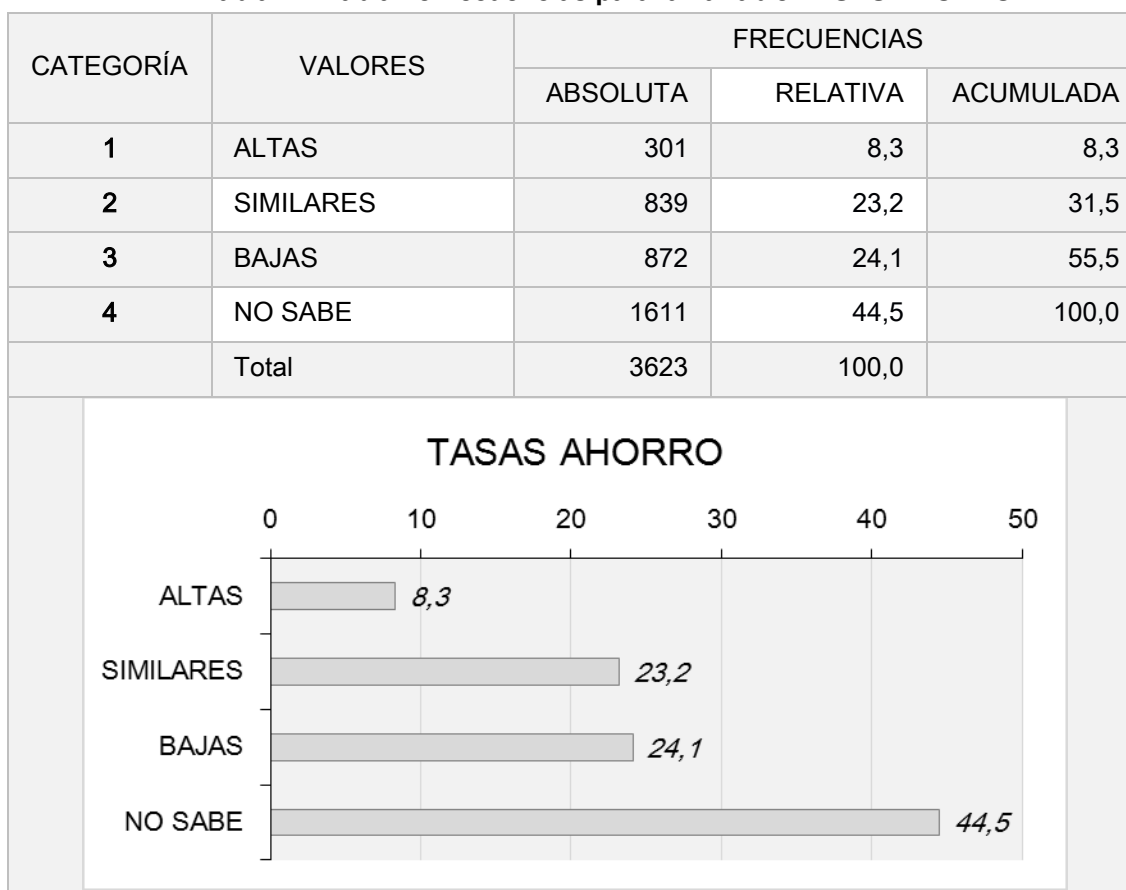 CATEGORÍA VALORES FRECUENCIAS
ABSOLUTA RELATIVA ACUMULADA
1 ALTAS 301 8,3 8,3
2 SIMILARES 839 23,2 31,5
3 BAJAS 872 24,1 55,5
4 NO SABE 1611 44,5 100,0
Total 3623 100,0
TASAS AHORRO
0 10 20 30 40 50
ALTAS 8,3
SIMILARES 23,2
BAJAS 24,1
NO SABE 44,5